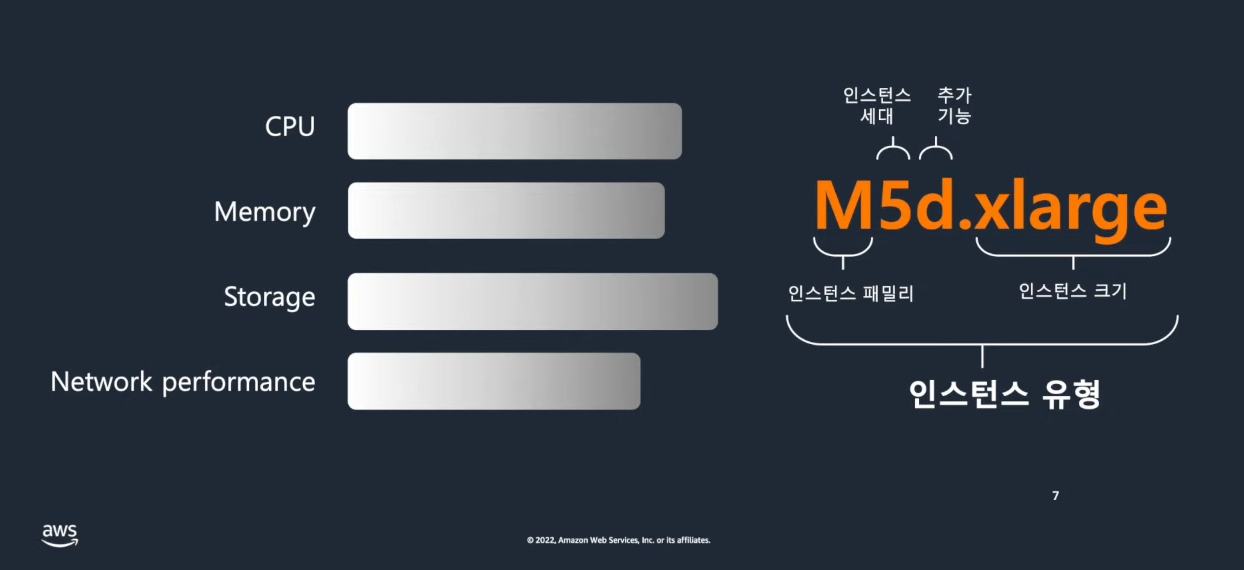 CPU
Memory
Storage
Network performance
인스턴스
세대
추가
기능
M5d.xlarge
인스턴스 패밀리
인스턴스 크기
인스턴스 유형
7
aws
© 2022, Amazon Web Services, Inc. or its affiliates.